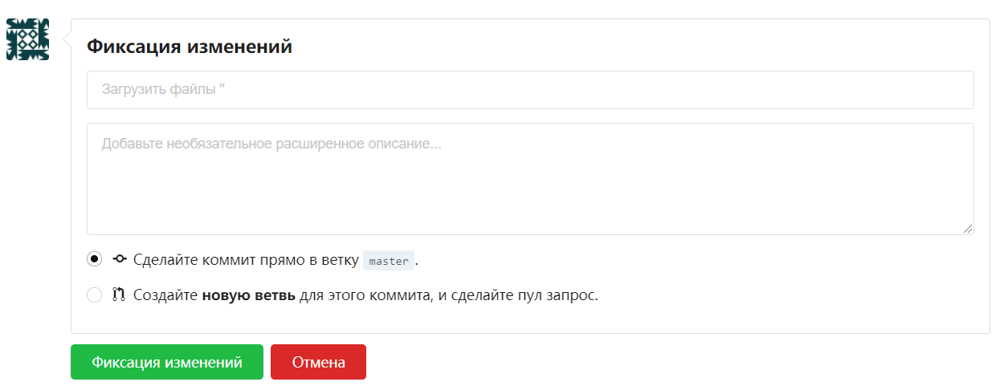 Фиксация изменений
Загрузить файлы "
Добавьте необязательное расширенное описание...
Сделайте коммит прямо в ветку master.
Создайте новую ветвь для этого коммита, и сделайте пул запрос.
Фиксация изменений
Отмена